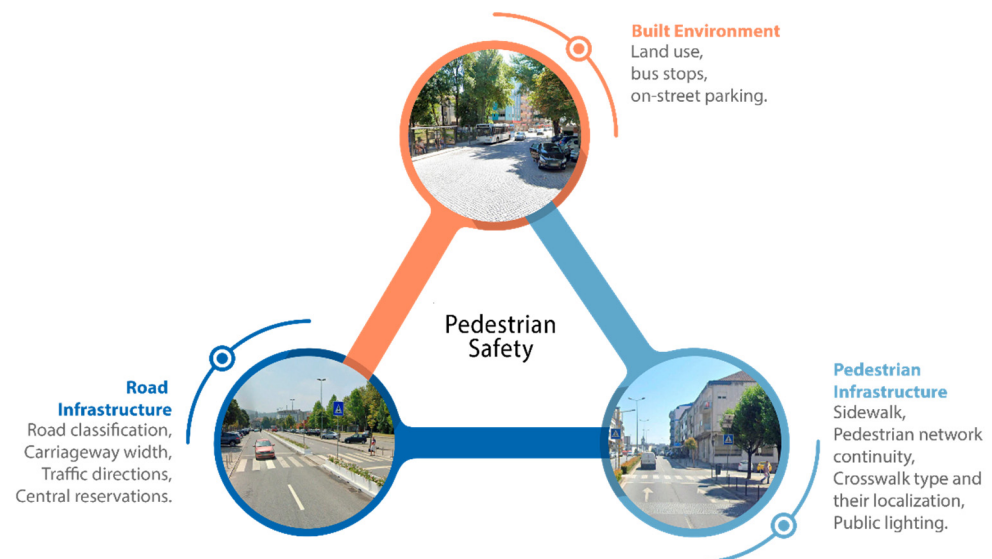 Built Environment
Land use,
bus stops,
on-street parking.
Pedestrian
Safety
Road
Infrastructure
Road classification,
Carriageway width,
Traffic directions,
Central reservations.
Pedestrian
Infrastructure
Sidewalk,
Pedestrian network
continuity,
Crosswalk type and
their localization,
Public lighting.